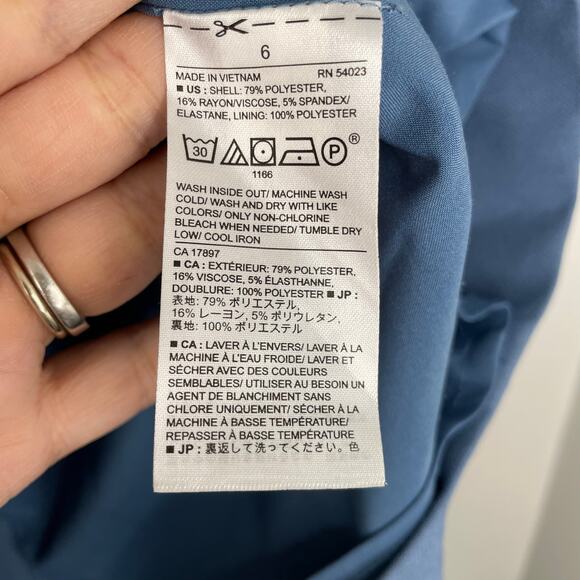 6
MADE IN VIETNAM RN 54023
■ US : SHELL: 79% POLYESTER,
16% RAYON/VISCOSE, 5% SPANDEX/
ELASTANE, LINING: 100% POLYESTER
30 P ®
1166
WASH INSIDE OUT/ MACHINE WASH
COLD/ WASH AND DRY WITH LIKE
COLORS/ ONLY NON-CHLORINE
BLEACH WHEN NEEDED/ TUMBLE DRY
LOW/ COOL IRON
CA 17897
■ CA : EXTÉRIEUR: 79% POLYESTER,
16% VISCOSE, 5% ÉLASTHANNE,
DOUBLURE: 100% POLYESTER ■ JP :
表地: 79% ポリエステル,
16% レーヨン, 5% ポリウレタン,
裏地: 100% ポリエステル
■ CA : LAVER À L'ENVERS/ LAVER À LA
MACHINE À L'EAU FROIDE/ LAVER ET
SÉCHER AVEC DES COULEURS
SEMBLABLES/ UTILISER AU BESOIN UN
AGENT DE BLANCHIMENT SANS
CHLORE UNIQUEMENT/ SÉCHER À LA
MACHINE À BASSE TEMPÉRATURE/
REPASSER À BASSE TEMPÉRATURE
■ JP : 裏返して洗ってください。色